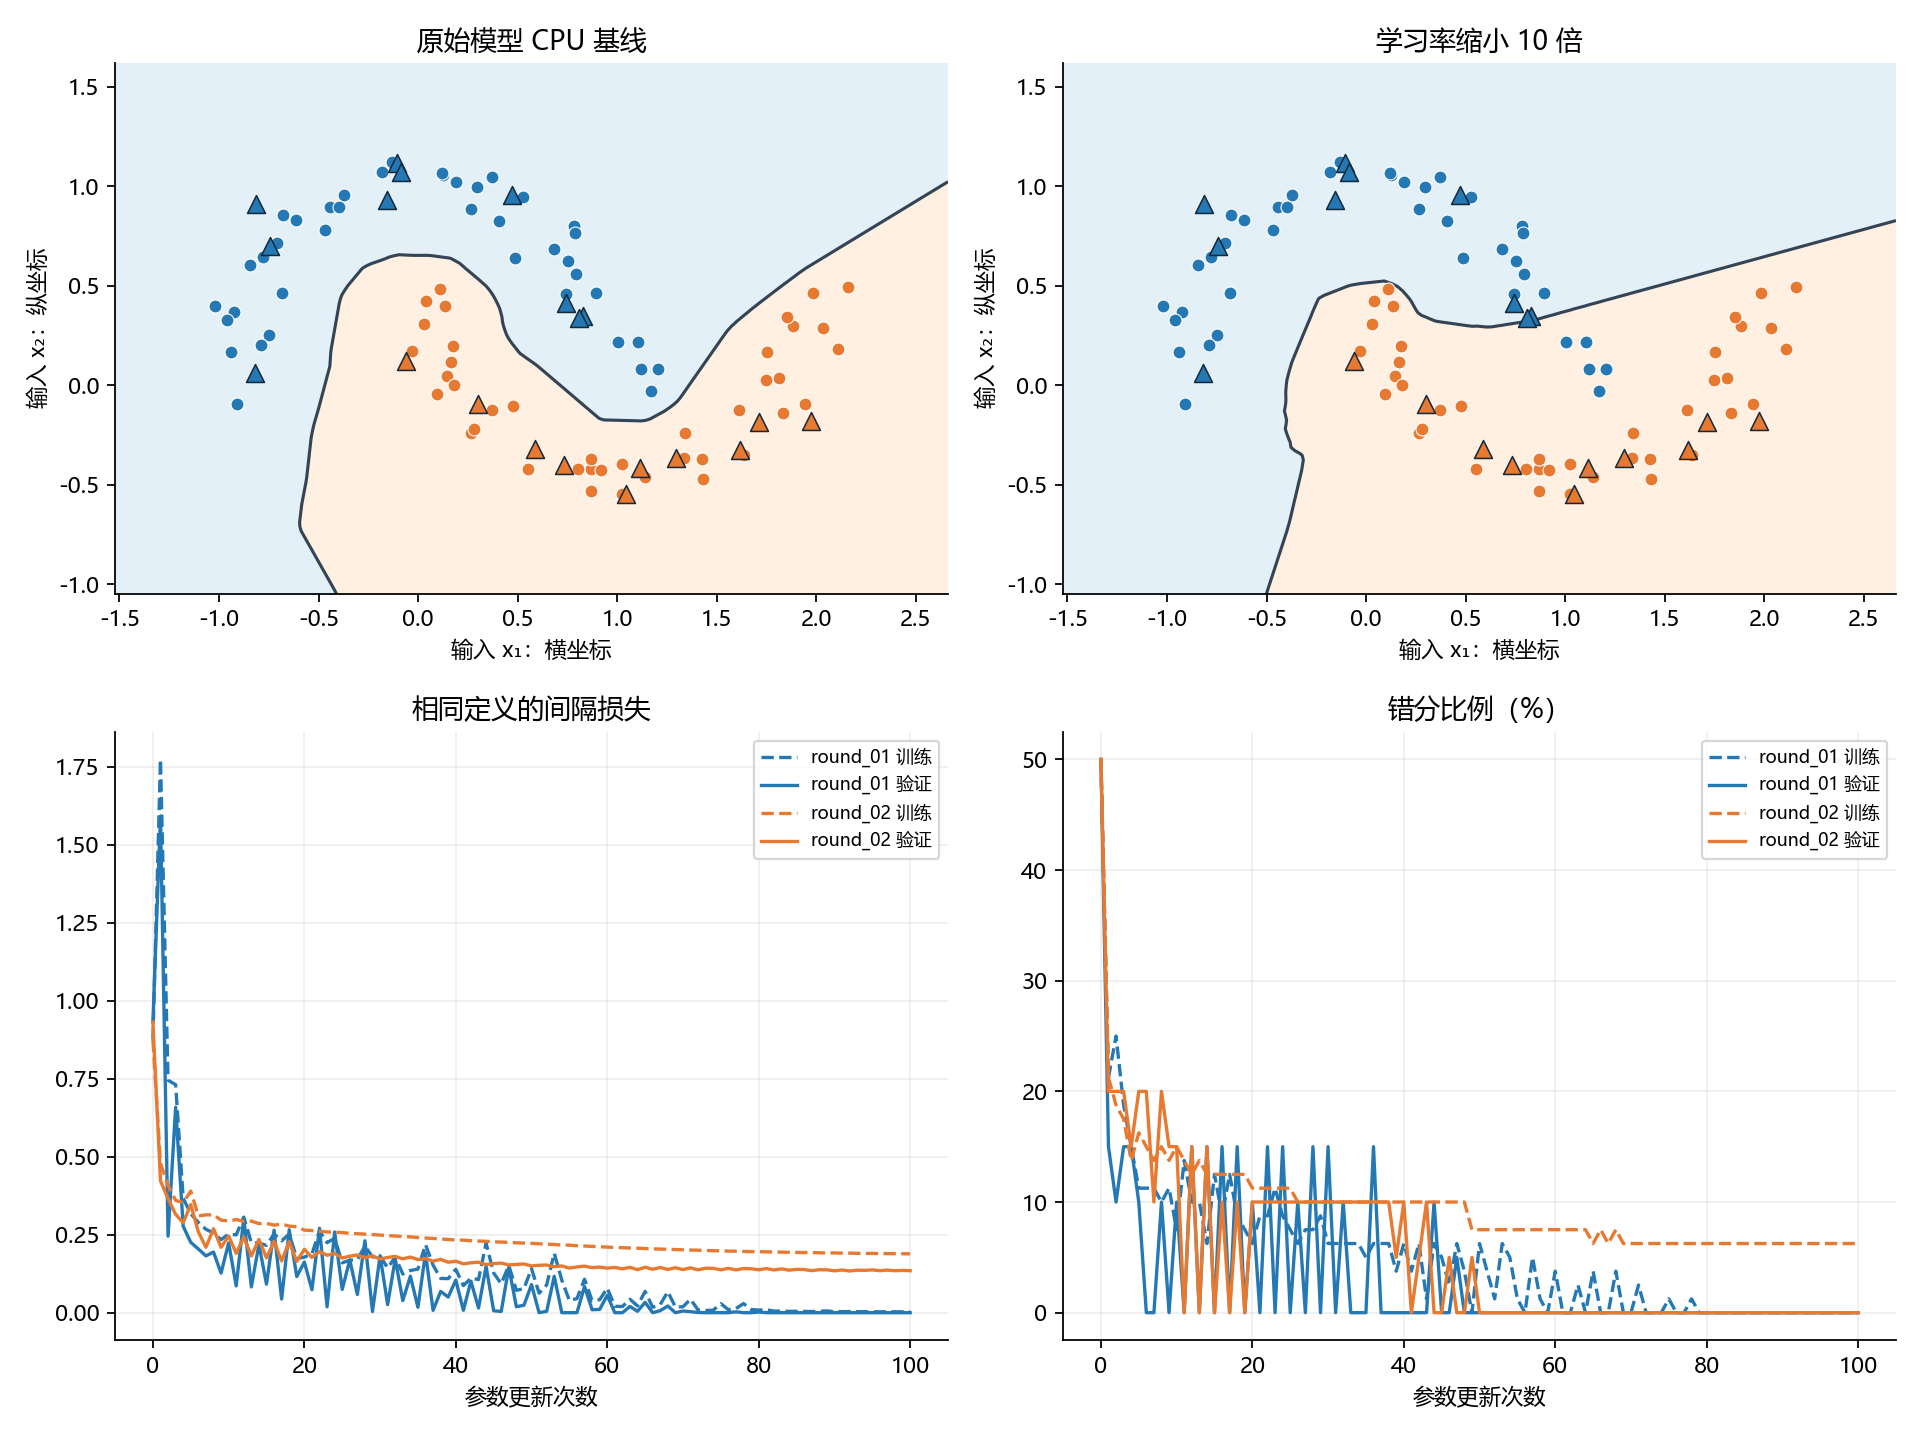 原始模型 CPU 基线
1.5
1.0
0.5
0.0
-0.5
-1.0
输入 x₂：纵坐标
-1.5 -1.0 -0.5 0.0 0.5 1.0 1.5 2.0 2.5
输入 x₁：横坐标
学习率缩小 10 倍
1.5
1.0
0.5
0.0
-0.5
-1.0
输入 x₂：纵坐标
-1.5 -1.0 -0.5 0.0 0.5 1.0 1.5 2.0 2.5
输入 x₁：横坐标
相同定义的间隔损失
1.75
1.50
1.25
1.00
0.75
0.50
0.25
0.00
round_01 训练
round_01 验证
round_02 训练
round_02 验证
0 20 40 60 80 100
参数更新次数
错分比例（%）
50
40
30
20
10
0
round_01 训练
round_01 验证
round_02 训练
round_02 验证
0 20 40 60 80 100
参数更新次数